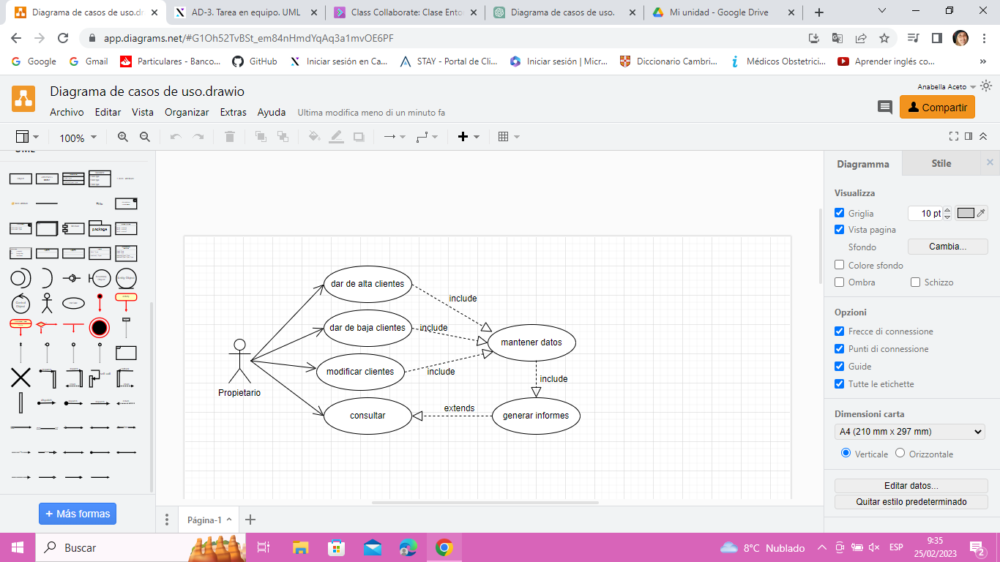 Diagrama de casos de uso.dr
AD-3. Tarea en equipo. UML
Class Collaborate: Clase Ento
Diagrama de casos de uso.
Mi unidad - Google Drive
app.diagrams.net/#G1Oh52TvBSt_em84nHmdYqAq3a1mvOE6PF
Google
Gmail
Particulares - Banco...
GitHub
Iniciar sesión en Ca...
STAY - Portal de Cli...
Iniciar sesión | Micr...
Diccionario Cambri...
Médicos Obstetrici...
Aprender inglés co...
»
Diagrama de casos de uso.drawio
Anabella Aceto
Archivo Editar Vista Organizar Extras Ayuda Ultima modifica meno di un minuto fa
Compartir
100%
UML
Title
package
Diagramma
Stile
Visualizza
Griglia
10 pt
Vista pagina
Sfondo
Cambia...
Colore sfondo
Ombra
Schizzo
Opzioni
Frecce di connessione
Punti di connessione
Guide
Tutte le etichette
Dimensioni carta
A4 (210 mm x 297 mm)
Verticale
Orizzontale
Editar datos...
Quitar estilo predeterminado
dar de alta clientes
include
dar de baja clientes
include
mantener datos
modificar clientes
include
include
Propietario
consultar
extends
generar informes
+ Más formas
Página-1
Buscar
8°C Nublado
ESP
9:35
25/02/2023
2